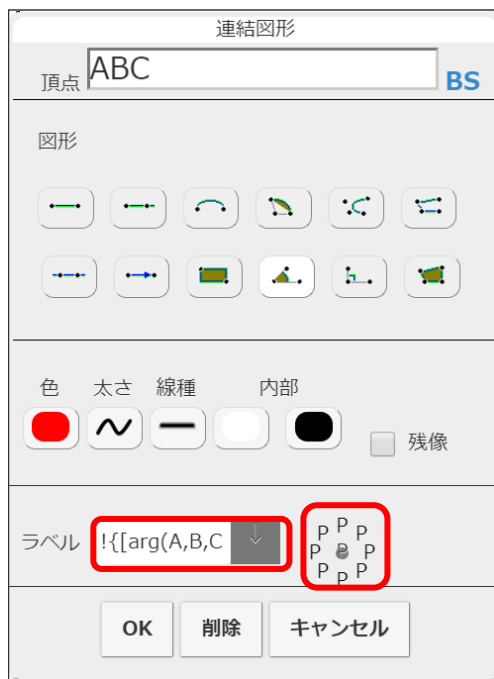 連結図形
頂点 ABC BS
図形
色 太さ 線種 内部
残像
ラベル !{[arg(A,B,C ↓
P P P
P P P
P P P
OK 削除 キャンセル